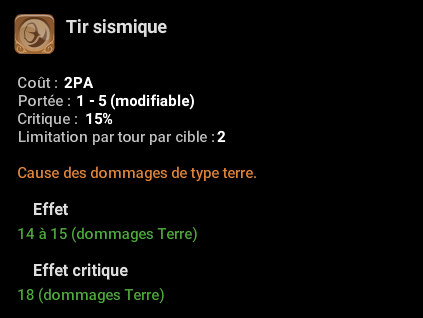 Tir sismique
Coût : 2PA
Portée : 1 - 5 (modifiable)
Critique : 15%
Limitation par tour par cible : 2
Cause des dommages de type terre.
Effet
14 à 15 (dommages Terre)
Effet critique
18 (dommages Terre)